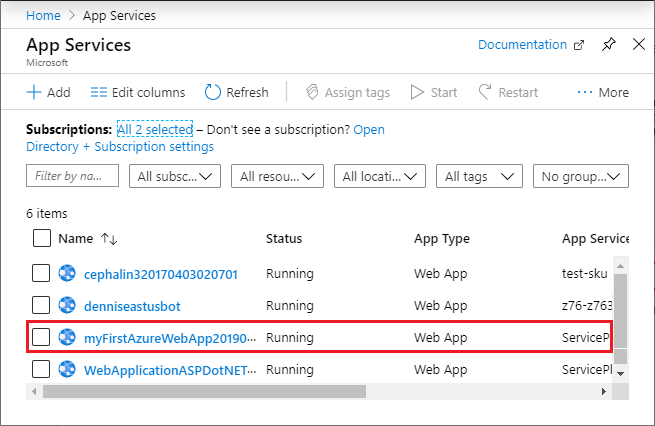 Home > App Services
App Services
Microsoft
Documentation
Add Edit columns Refresh Assign tags Start Restart ··· More
Subscriptions: All 2 selected – Don't see a subscription? Open
Directory + Subscription settings
Filter by na... All subsc... All resou... All locati... All tags No group...
6 items
Name Status App Type App Service
cephalin320170403020701 Running Web App test-sku
denniseastusbot Running Web App z76-z763
myFirstAzureWebApp20190... Running Web App ServiceP
WebApplicationASPDotNET... Running Web App ServicePl